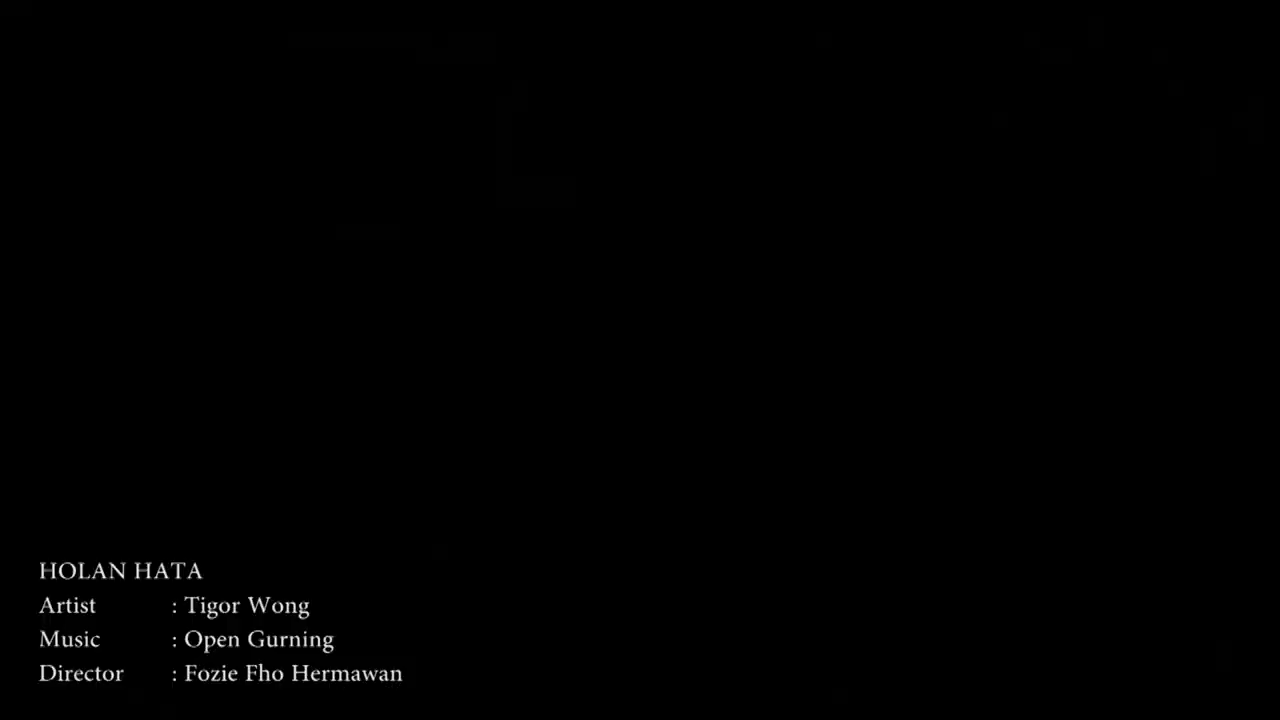 HOLAN HATA
Artist : Tigor Wong
Music : Open Gurning
Director : Fozie Fho Hermawan